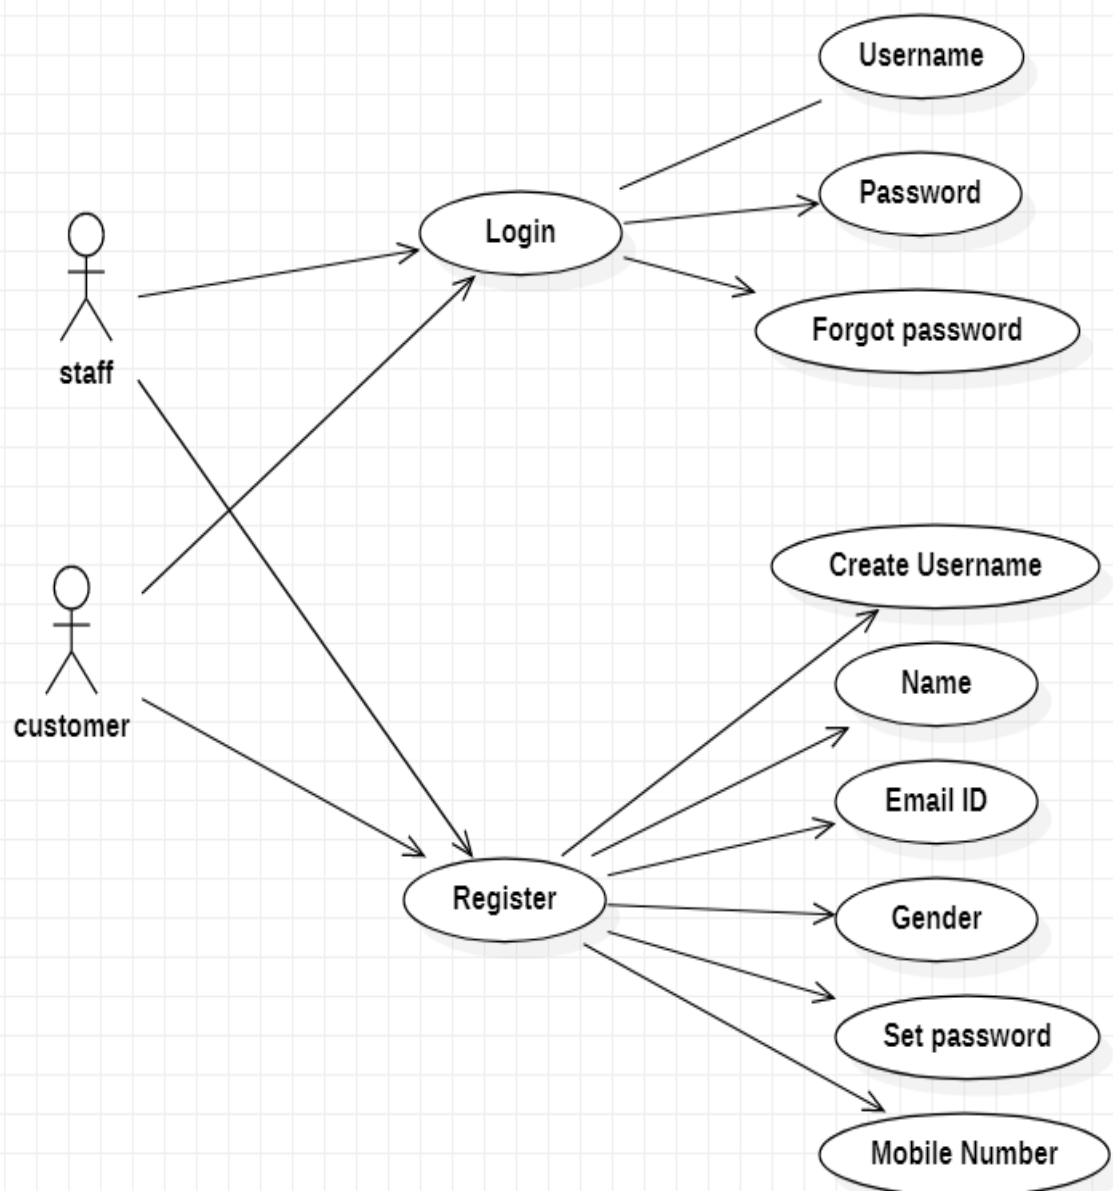 Username
Password
Login
Forgot password
staff
Create Username
Name
customer
Email ID
Register
Gender
Set password
Mobile Number